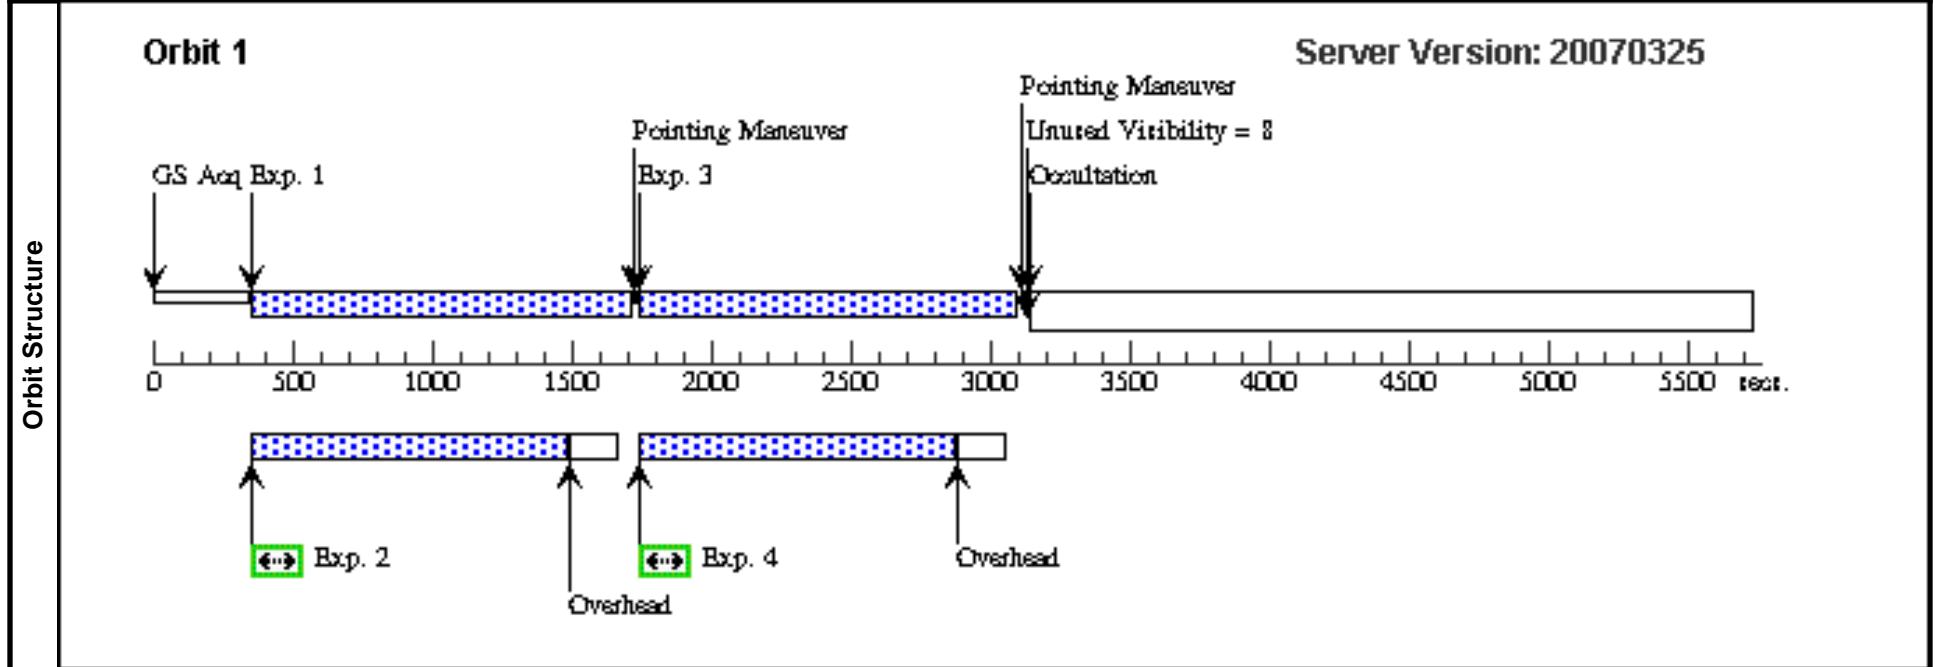 Orbit Structure
Orbit 1
Server Version: 20070325
Pointing Maneuver
Pointing Maneuver
Unused Visibility = 8
GS Acq
Exp. 1
Exp. 3
Occultation
0 500 1000 1500 2000 2500 3000 3500 4000 4500 5000 5500 secs.
Exp. 2
Exp. 4
Overhead
Overhead